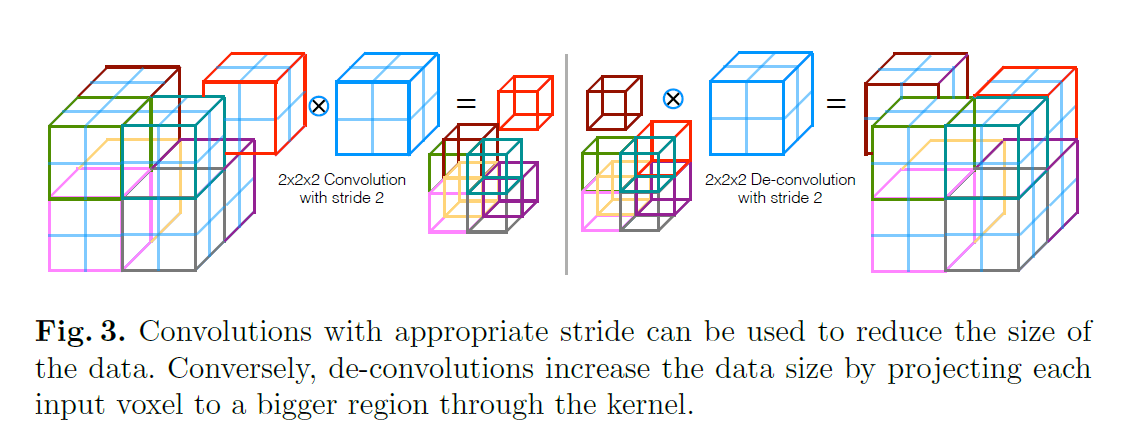 2x2x2 Convolution
with stride 2
=
2x2x2 De-convolution
with stride 2
=
Fig. 3. Convolutions with appropriate stride can be used to reduce the size of
the data. Conversely, de-convolutions increase the data size by projecting each
input voxel to a bigger region through the kernel.